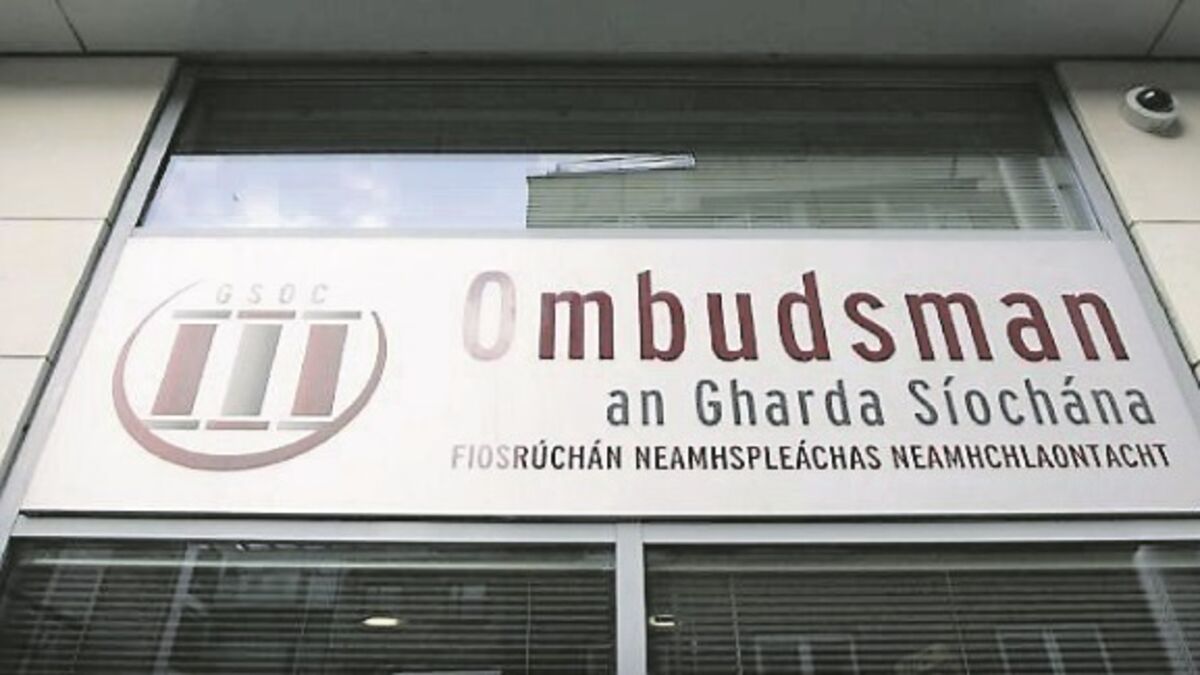 GSOC
Ombudsman
an Gharda Síochána
FIOSRÚCHÁN NEAMHSPLEÁCHAS NEAMHCHLAONTACHT